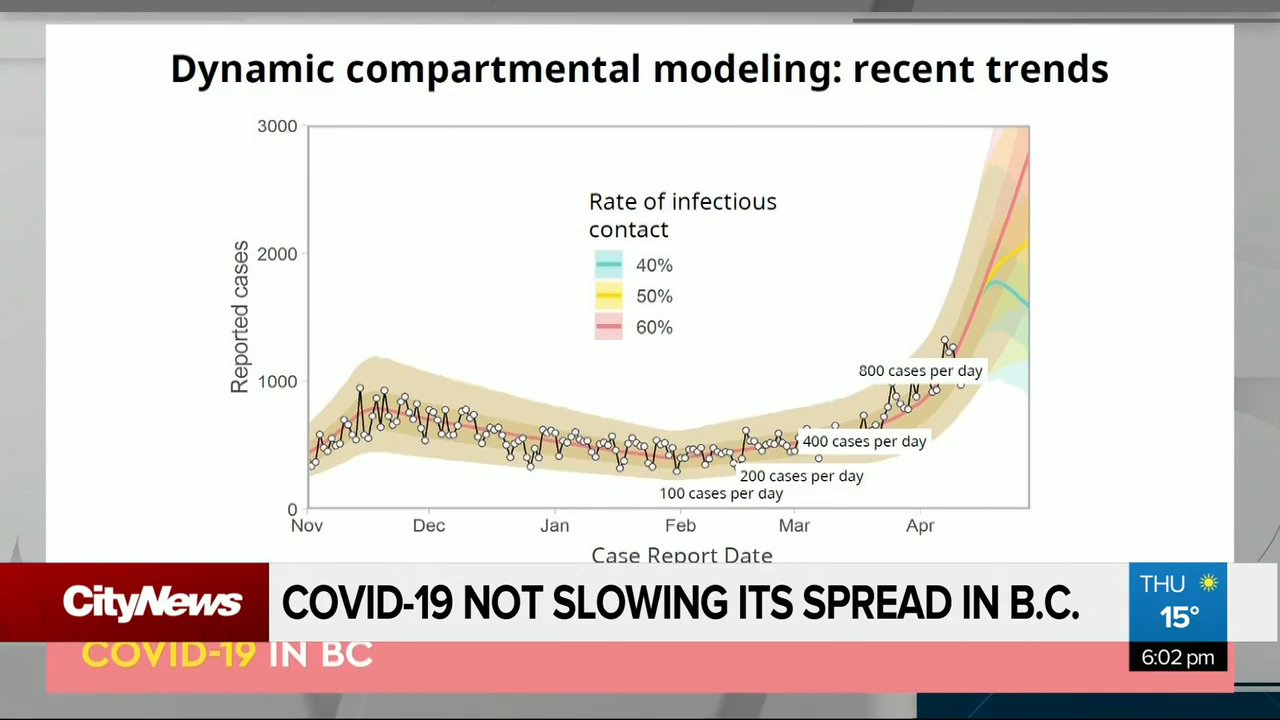 Dynamic compartmental modeling: recent trends
3000
2000
1000
0
Reported cases
Rate of infectious
contact
40%
50%
60%
800 cases per day
400 cases per day
200 cases per day
100 cases per day
Nov Dec Jan Feb Mar Apr
Case Report Date
CityNews
COVID-19 NOT SLOWING ITS SPREAD IN B.C.
THU
15°
6:02 pm
COVID-19 IN BC